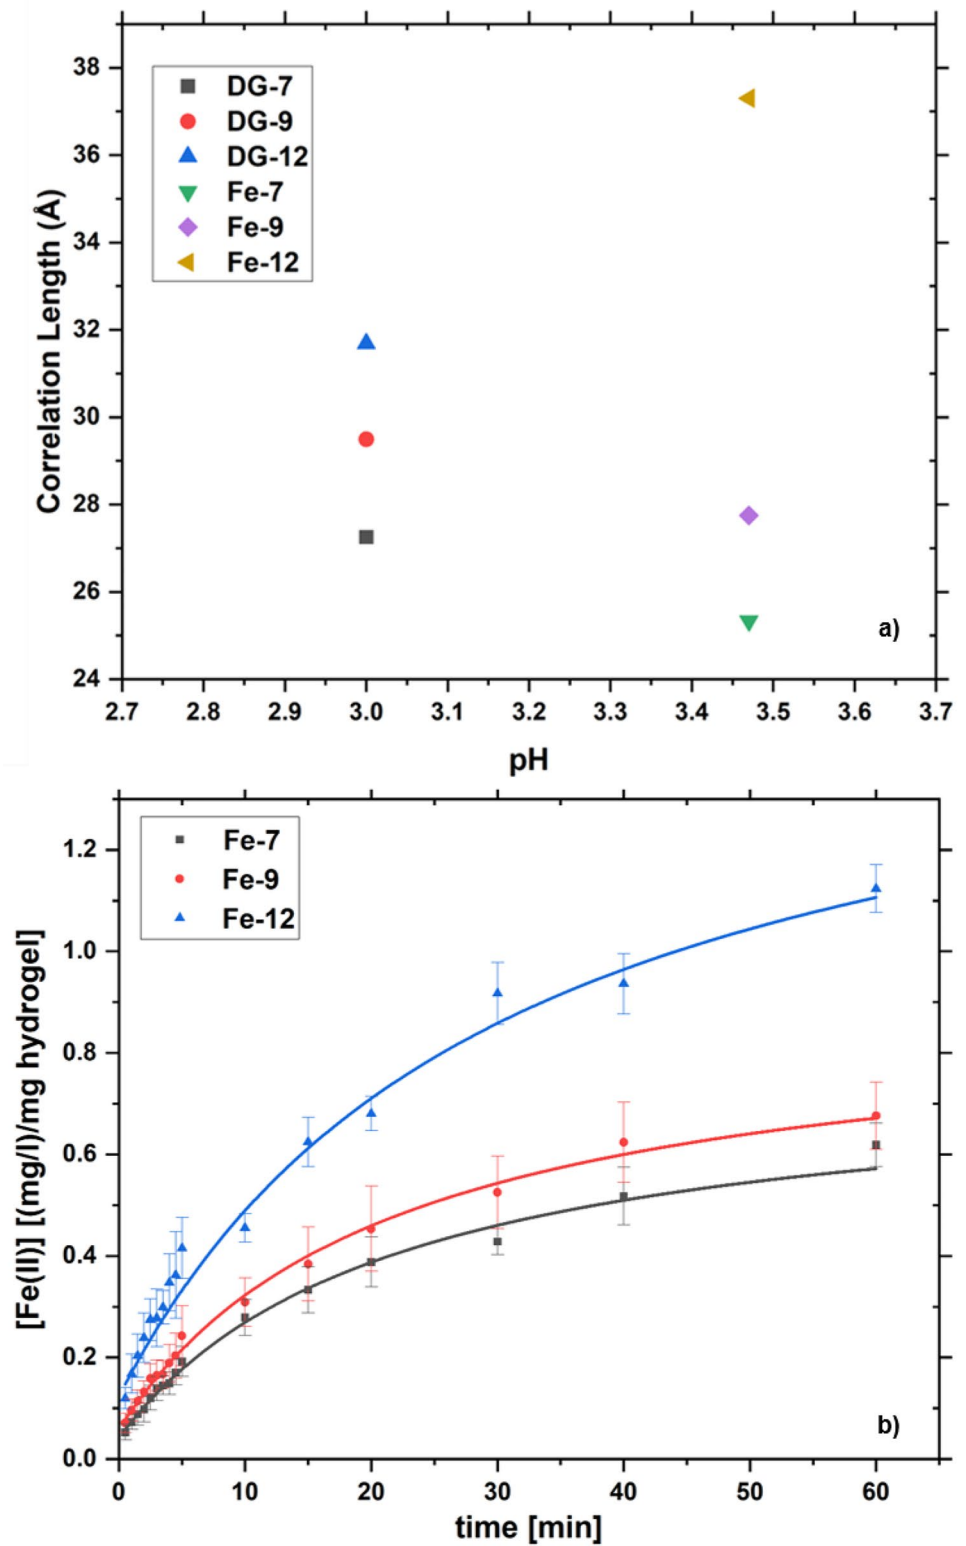 38
36
34
32
30
28
26
24
Correlation Length (Å)
DG-7
DG-9
DG-12
Fe-7
Fe-9
Fe-12
a)
2.7 2.8 2.9 3.0 3.1 3.2 3.3 3.4 3.5 3.6 3.7
pH
1.2
1.0
0.8
0.6
0.4
0.2
0.0
[Fe(II)] [(mg/l)/mg hydrogel]
Fe-7
Fe-9
Fe-12
b)
0 10 20 30 40 50 60
time [min]